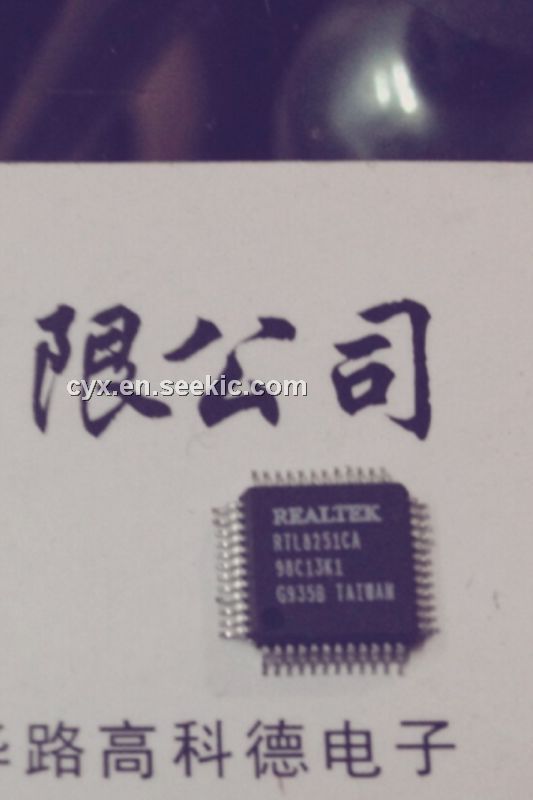 限公司
cyx.en.seekic.com
REALTEK
RTL8251CA
98C13K1
G935B TAIWAN
路高科德电子